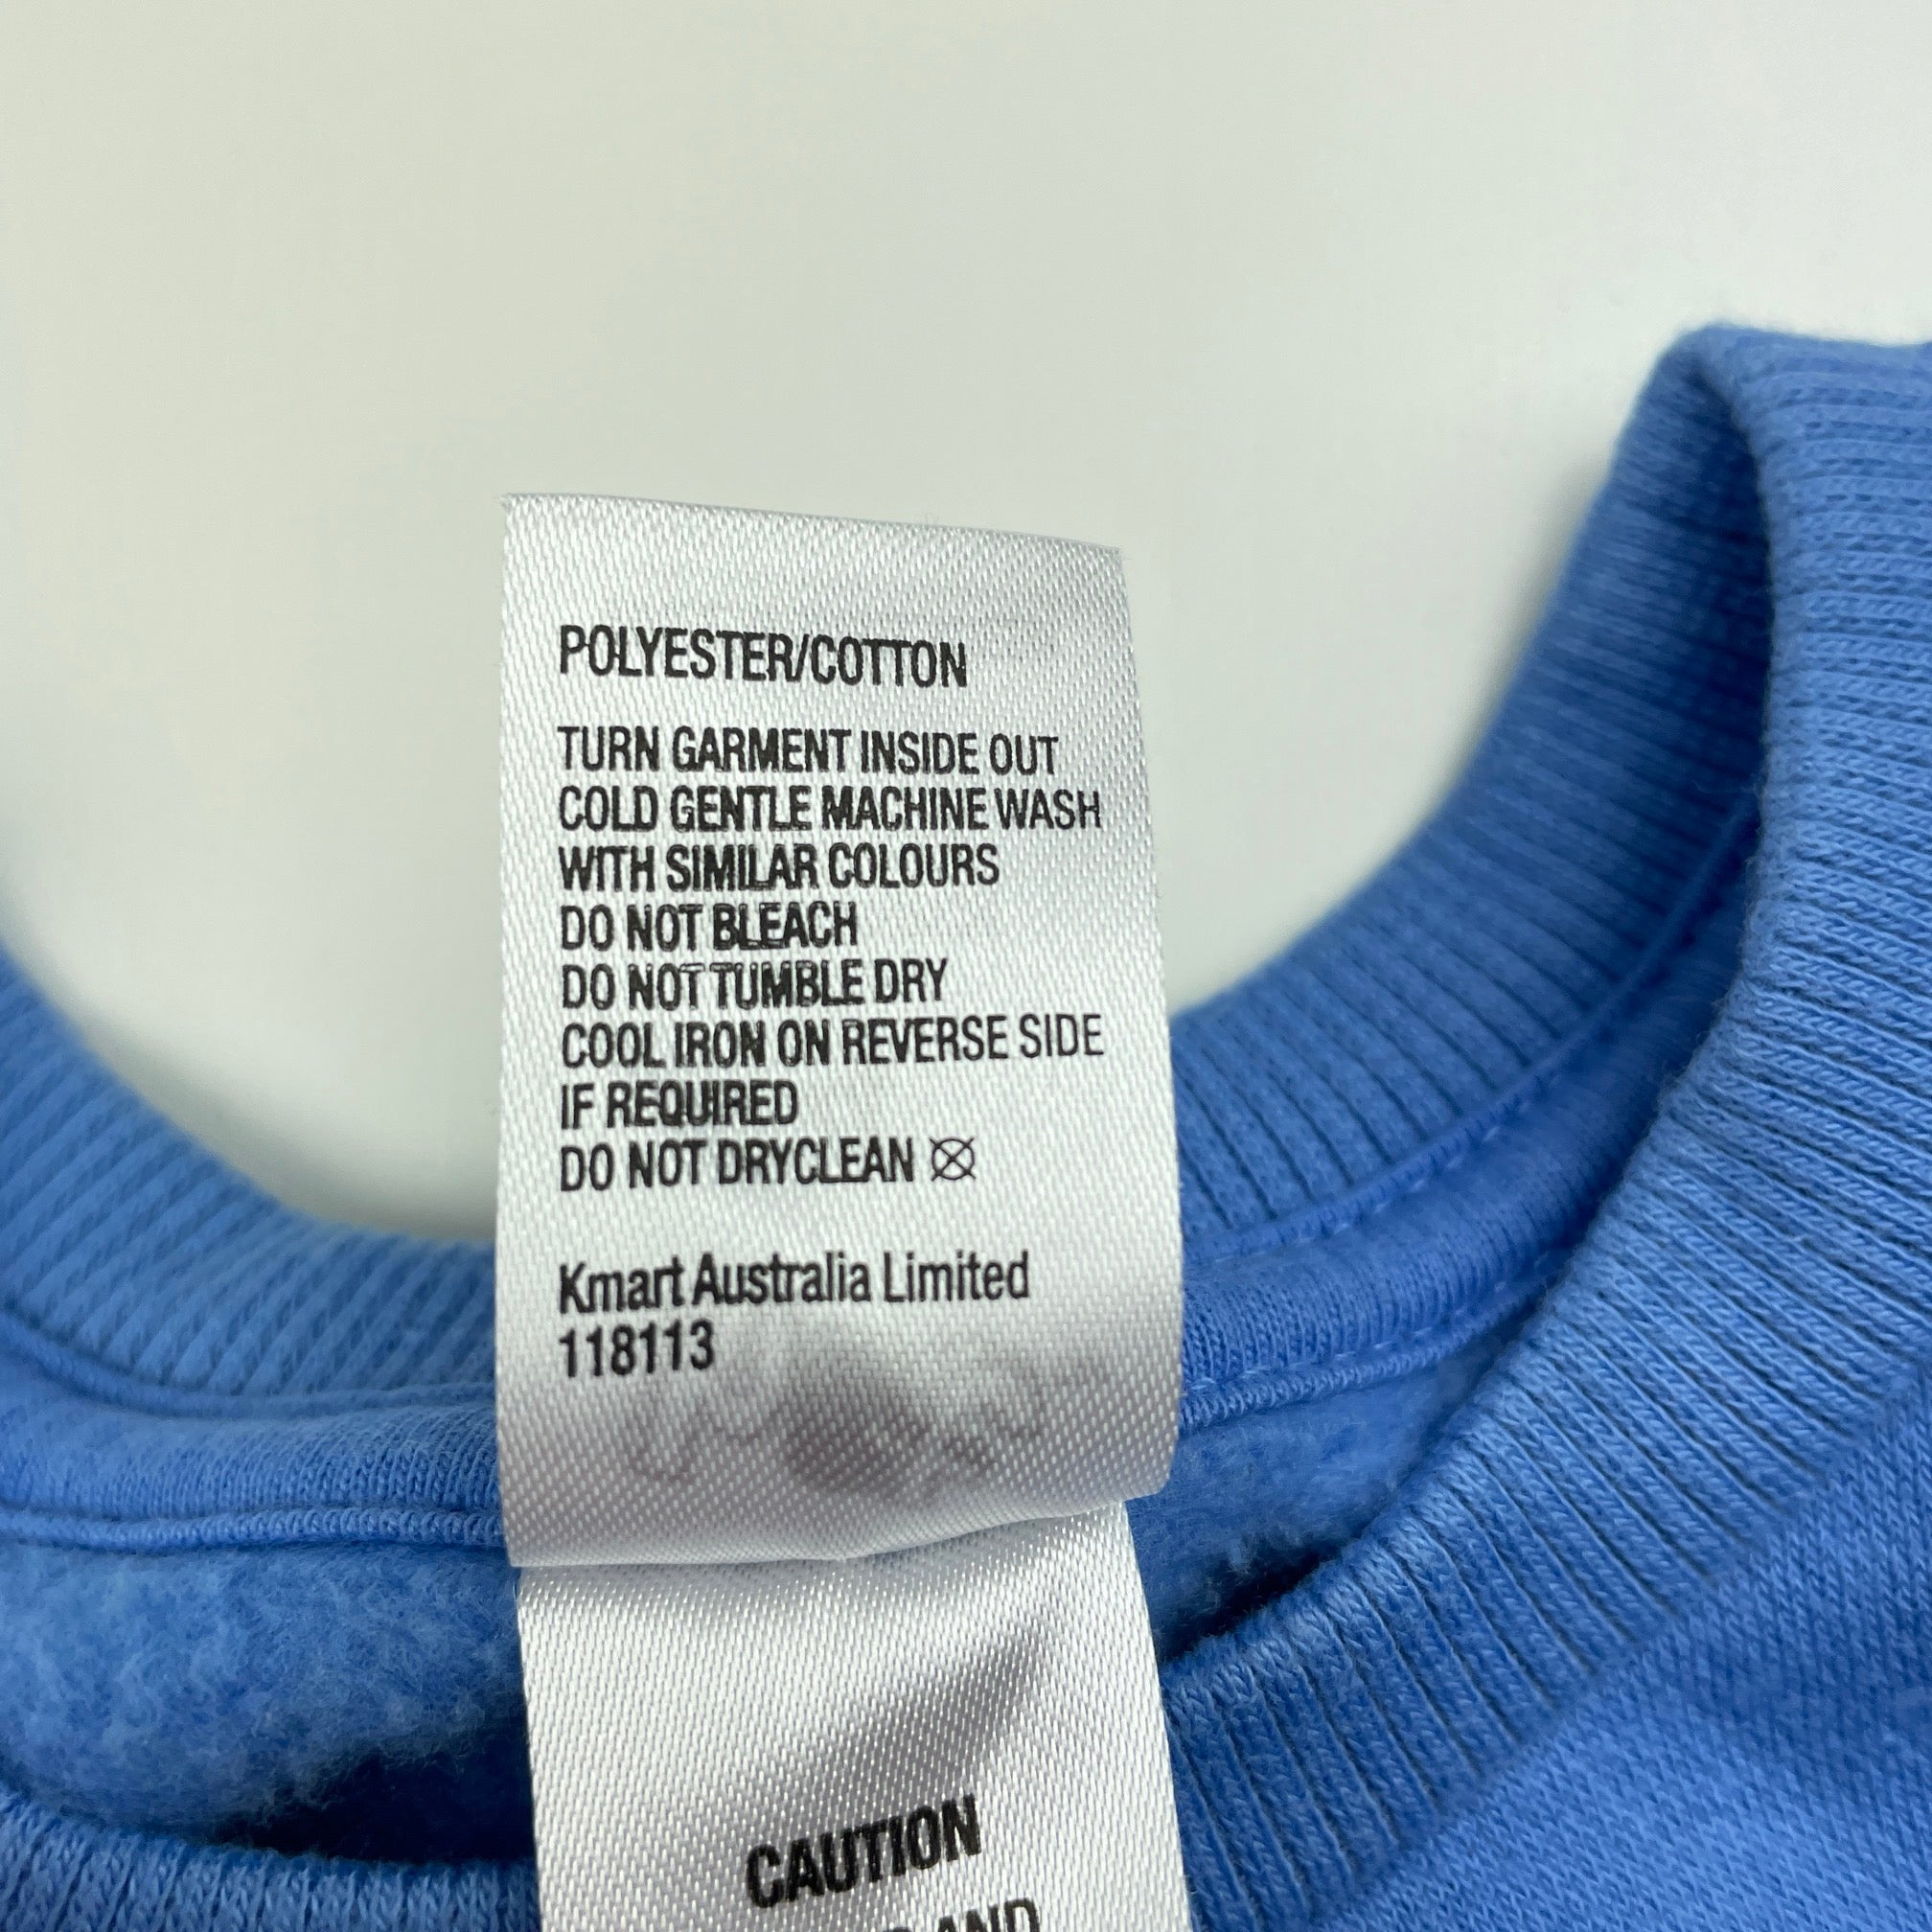 POLYESTER/COTTON
TURN GARMENT INSIDE OUT
COLD GENTLE MACHINE WASH
WITH SIMILAR COLOURS
DO NOT BLEACH
DO NOT TUMBLE DRY
COOL IRON ON REVERSE SIDE
IF REQUIRED
DO NOT DRYCLEAN
Kmart Australia Limited
118113
CAUTION
AND